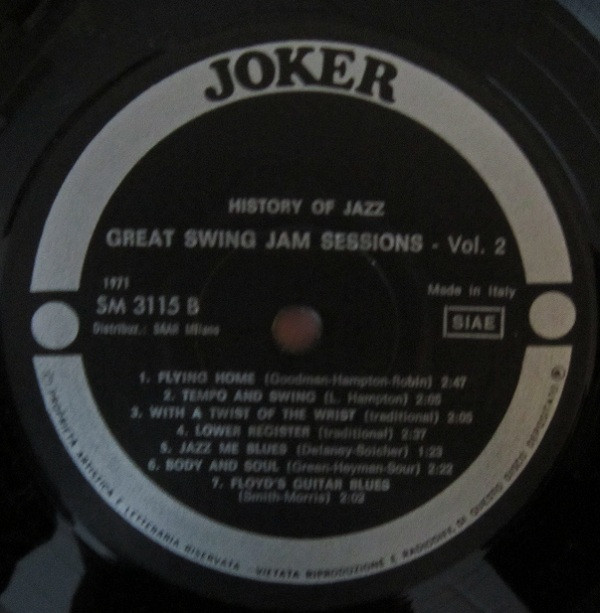 JOKER
HISTORY OF JAZZ
GREAT SWING JAM SESSIONS - Vol. 2
1971
SM 3115 B
Distribuz.: SAAR Milano
Made in Italy
SIAE
1. FLYING HOME (Goodman-Hampton-Robin) 2:47
2. TEMPO AND SWING (L. Hampton) 2:05
3. WITH A TWIST OF THE WRIST (traditional) 2:05
4. LOWER REGISTER (traditional) 2:37
5. JAZZ ME BLUES (Delaney-Bolcher) 1:23
6. BODY AND SOUL (Green-Heyman-Sour) 2:22
7. FLOYD'S GUITAR BLUES
(Smith-Morris) 2:02
Ⓟ PROPRIETÀ ARTISTICA E LETTERARIA RISERVATA - VIETATA RIPRODUZIONE E RADIODIFF. DI QUESTO DISCO DEPOSITATO Ⓟ